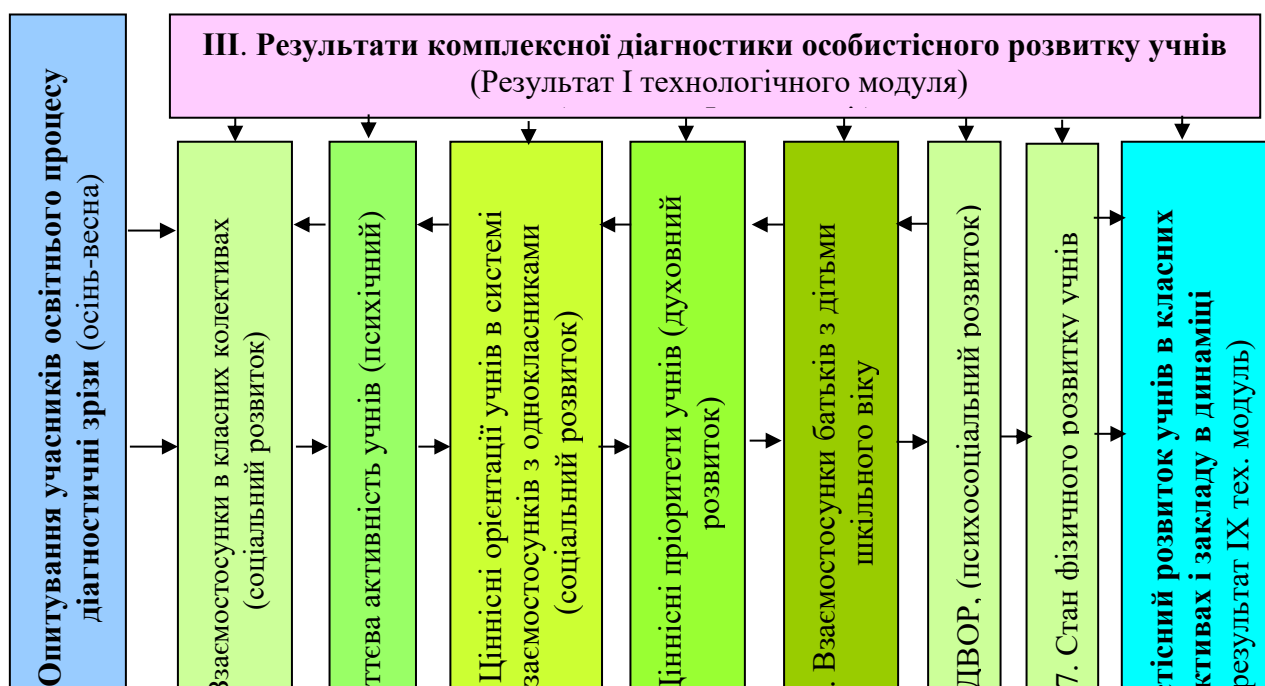 III. Результати комплексної діагностики особистісного розвитку учнів
(Результат І технологічного модуля)
Опитування учасників освітнього процесу
діагностичні зрізи (осінь-весна)
Взаємостосунки в класних колективах
(соціальний розвиток)
ттєва активність учнів (психічний)
Ціннісні орієнтації учнів в системі
взаємостосунків з однокласниками
(соціальний розвиток)
Ціннісні пріоритети учнів (духовний
розвиток)
. Взаємостосунки батьків з дітьми
шкільного віку
ДВОР, (психосоціальний розвиток)
7. Стан фізичного розвитку учнів
тісний розвиток учнів в класних
ктивах і закладу в динаміці
результат ІХ тех. модуль)